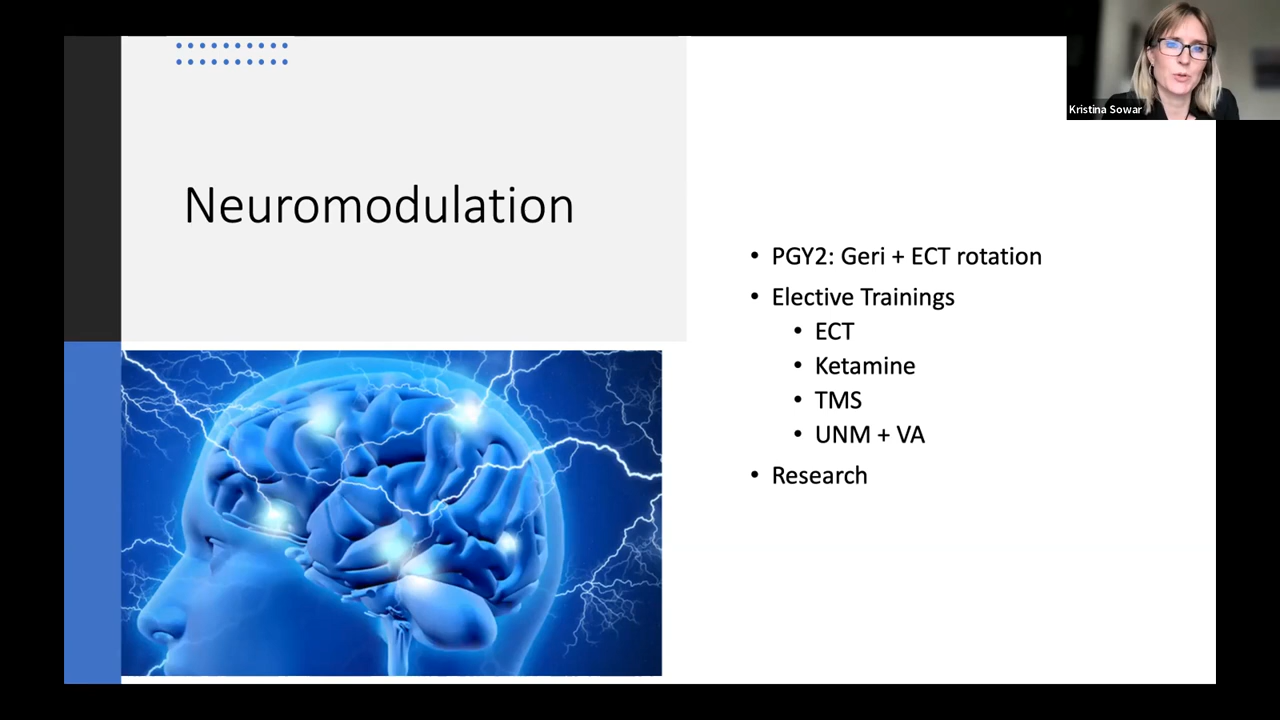 Kristina Sowar
Neuromodulation
• PGY2: Geri + ECT rotation
• Elective Trainings
• ECT
• Ketamine
• TMS
• UNM + VA
• Research